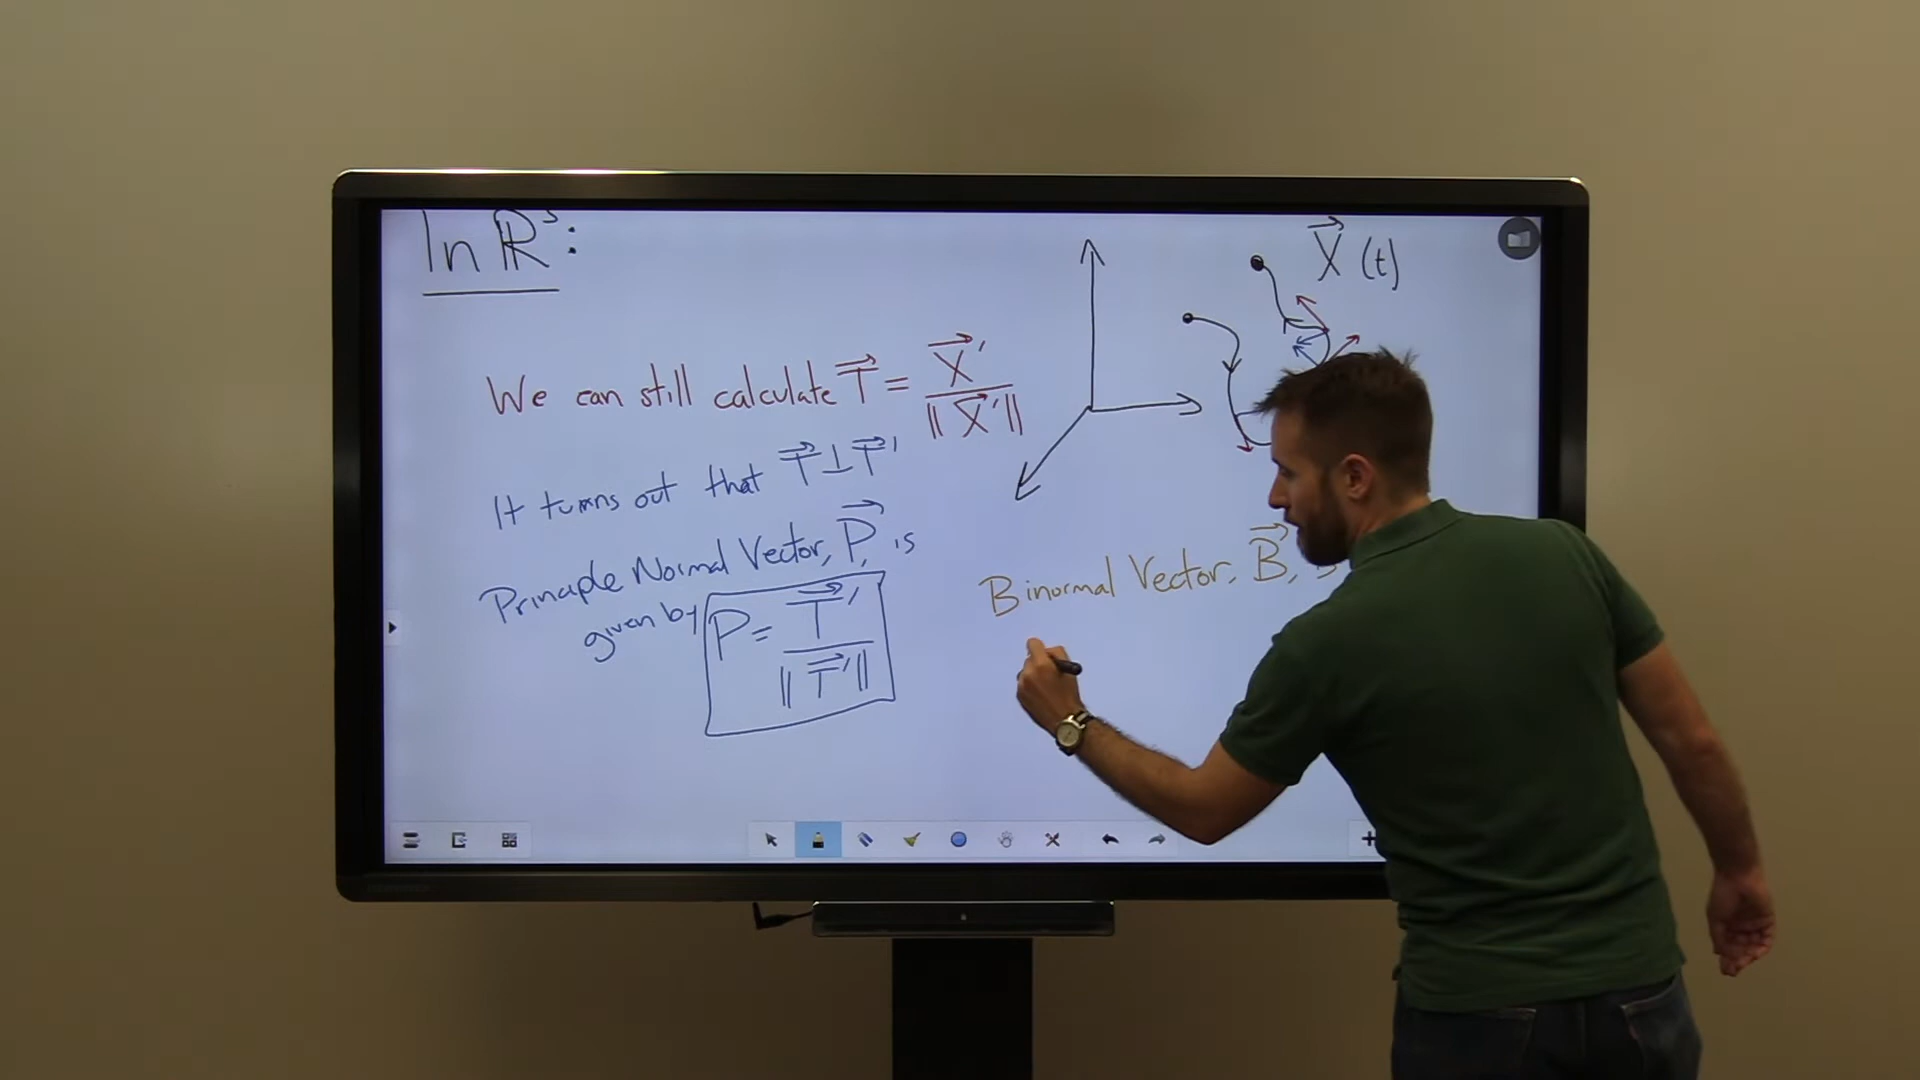 In ℝ³:
X⃗(t)
We can still calculate T⃗ = X⃗' / ||X⃗'||
It turns out that T⃗ ⊥ T⃗'
Principle Normal Vector, P⃗, is
given by P = T⃗' / ||T⃗'||
Binormal Vector, B⃗,